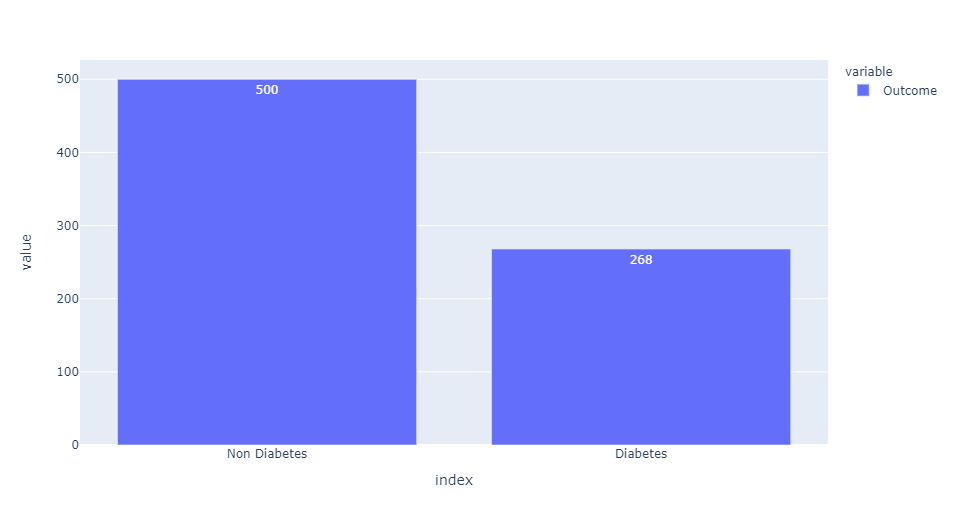 variable
Outcome
500
400
300
200
100
0
value
500
268
Non Diabetes
Diabetes
index